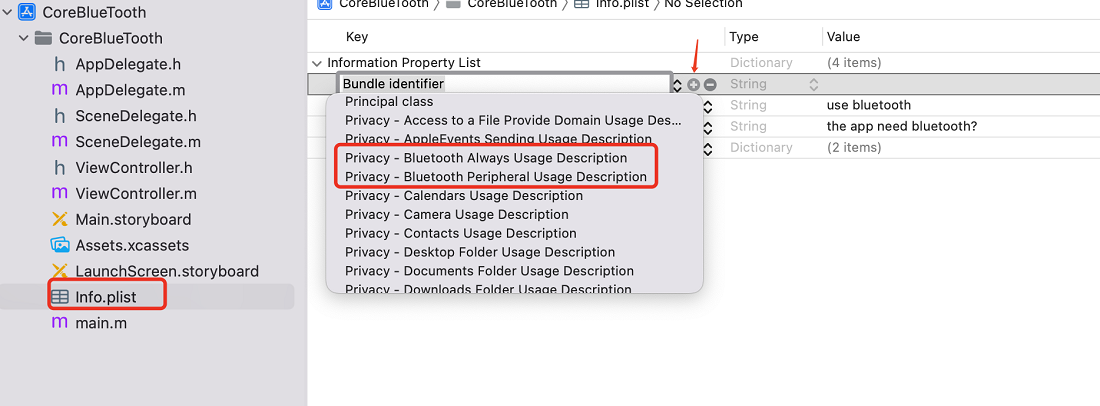 CoreBlueTooth
CoreBlueTooth
AppDelegate.h
AppDelegate.m
SceneDelegate.h
SceneDelegate.m
ViewController.h
ViewController.m
Main.storyboard
Assets.xcassets
LaunchScreen.storyboard
Info.plist
main.m
CoreBlueTooth › CoreBlueTooth › Info.plist › No Selection
Key Type Value
Information Property List Dictionary (4 items)
Bundle identifier String
String use bluetooth
String the app need bluetooth?
Dictionary (2 items)
Principal class
Privacy - Access to a File Provide Domain Usage Des...
Privacy - AppleEvents Sending Usage Description
Privacy - Bluetooth Always Usage Description
Privacy - Bluetooth Peripheral Usage Description
Privacy - Calendars Usage Description
Privacy - Camera Usage Description
Privacy - Contacts Usage Description
Privacy - Desktop Folder Usage Description
Privacy - Documents Folder Usage Description
Privacy - Downloads Folder Usage Description